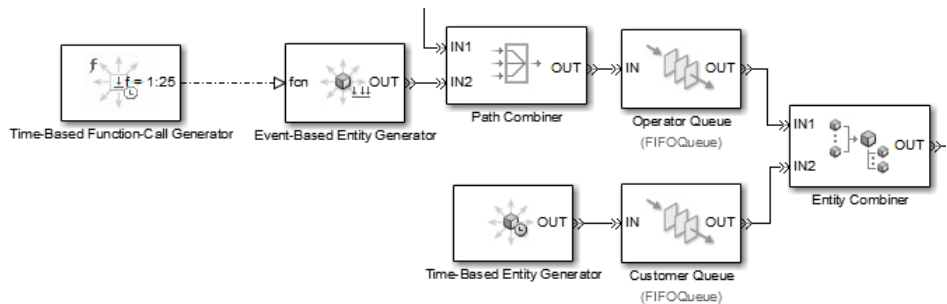 f
f = 1:25
Time-Based Function-Call Generator
fcn
OUT
Event-Based Entity Generator
IN1
IN2
OUT
Path Combiner
IN
OUT
Operator Queue
(FIFOQueue)
OUT
Time-Based Entity Generator
IN
OUT
Customer Queue
(FIFOQueue)
IN1
IN2
OUT
Entity Combiner